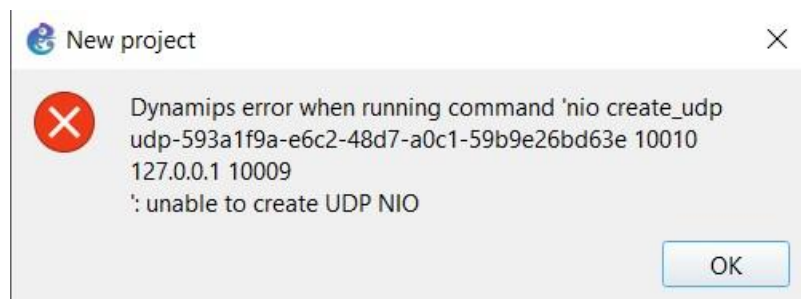 New project
Dynamips error when running command 'nio create_udp
udp-593a1f9a-e6c2-48d7-a0c1-59b9e26bd63e 10010
127.0.0.1 10009
': unable to create UDP NIO
OK